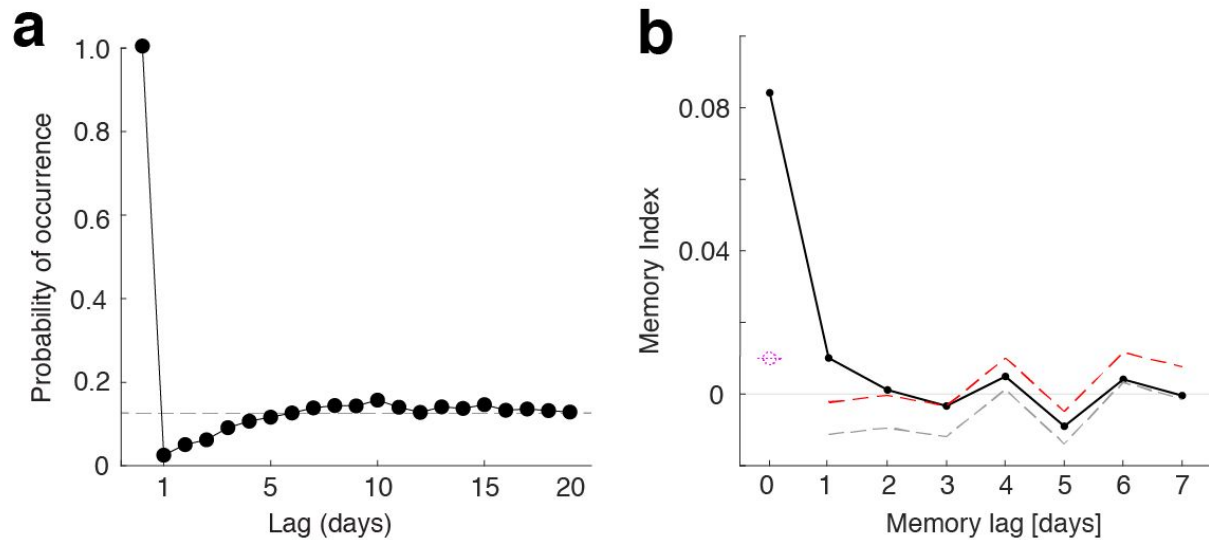 a
1.0
0.8
0.6
0.4
0.2
0
Probability of occurrence
1 5 10 15 20
Lag (days)
b
0.08
0.04
0
Memory Index
0 1 2 3 4 5 6 7
Memory lag [days]